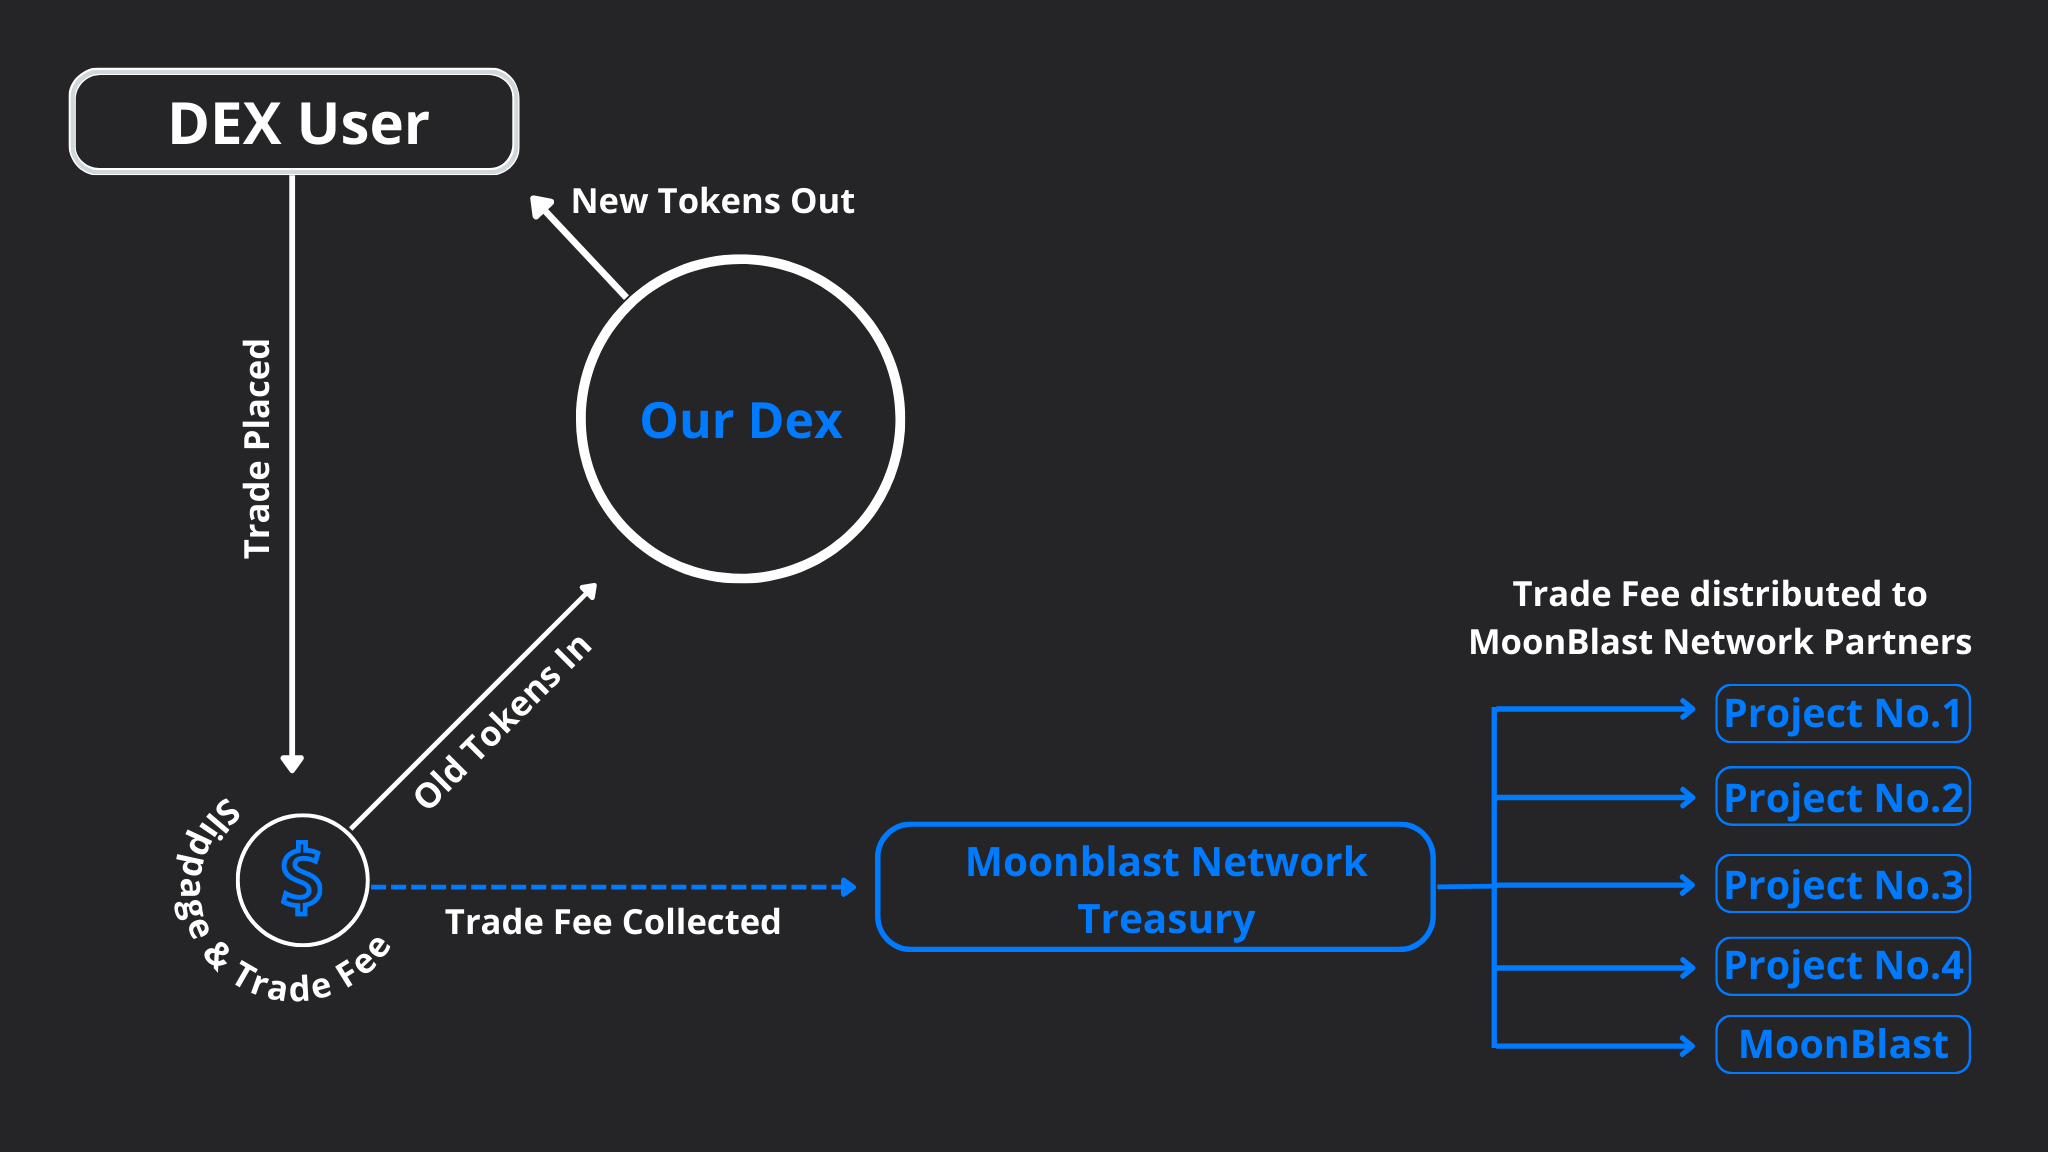 DEX User
New Tokens Out
Trade Placed
Our Dex
Old Tokens In
Slippage & Trade Fee
$
Trade Fee Collected
Moonblast Network
Treasury
Trade Fee distributed to
MoonBlast Network Partners
Project No.1
Project No.2
Project No.3
Project No.4
MoonBlast